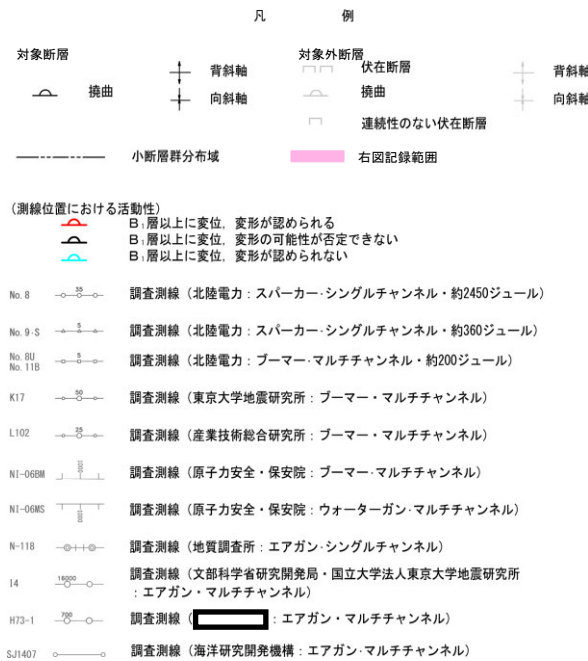 凡 例
対象断層
撓曲
背斜軸
向斜軸
対象外断層
伏在断層
撓曲
連続性のない伏在断層
背斜軸
向斜軸
小断層群分布域
右図記録範囲
(測線位置における活動性)
B₁層以上に変位，変形が認められる
B₁層以上に変位，変形の可能性が否定できない
B₁層以上に変位，変形が認められない
No.8 35 調査測線（北陸電力：スパーカー・シングルチャンネル・約2450ジュール）
No.9・S 5 調査測線（北陸電力：スパーカー・シングルチャンネル・約360ジュール）
No.8U
No.11B 5 調査測線（北陸電力：ブーマー・マルチチャンネル・約200ジュール）
K17 50 調査測線（東京大学地震研究所：ブーマー・マルチチャンネル）
L102 25 調査測線（産業技術総合研究所：ブーマー・マルチチャンネル）
NI-06BM 1000 調査測線（原子力安全・保安院：ブーマー・マルチチャンネル）
NI-06MS 1000 調査測線（原子力安全・保安院：ウォーターガン・マルチチャンネル）
N-118 調査測線（地質調査所：エアガン・シングルチャンネル）
I4 16000 調査測線（文部科学省研究開発局・国立大学法人東京大学地震研究所
：エアガン・マルチチャンネル）
H73-1 700 調査測線（ ：エアガン・マルチチャンネル）
SJ1407 調査測線（海洋研究開発機構：エアガン・マルチチャンネル）